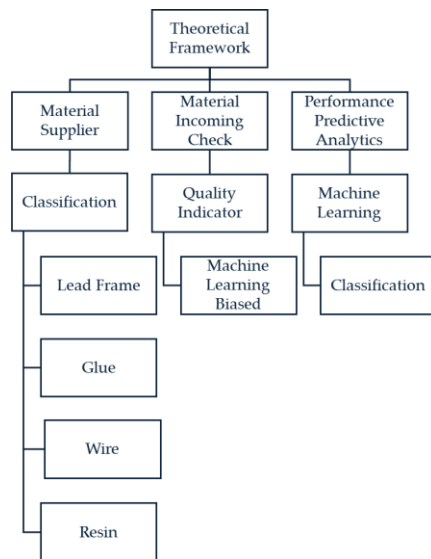 Theoretical
Framework
Material
Supplier
Material
Incoming
Check
Performance
Predictive
Analytics
Classification
Quality
Indicator
Machine
Learning
Lead Frame
Machine
Learning
Biased
Classification
Glue
Wire
Resin